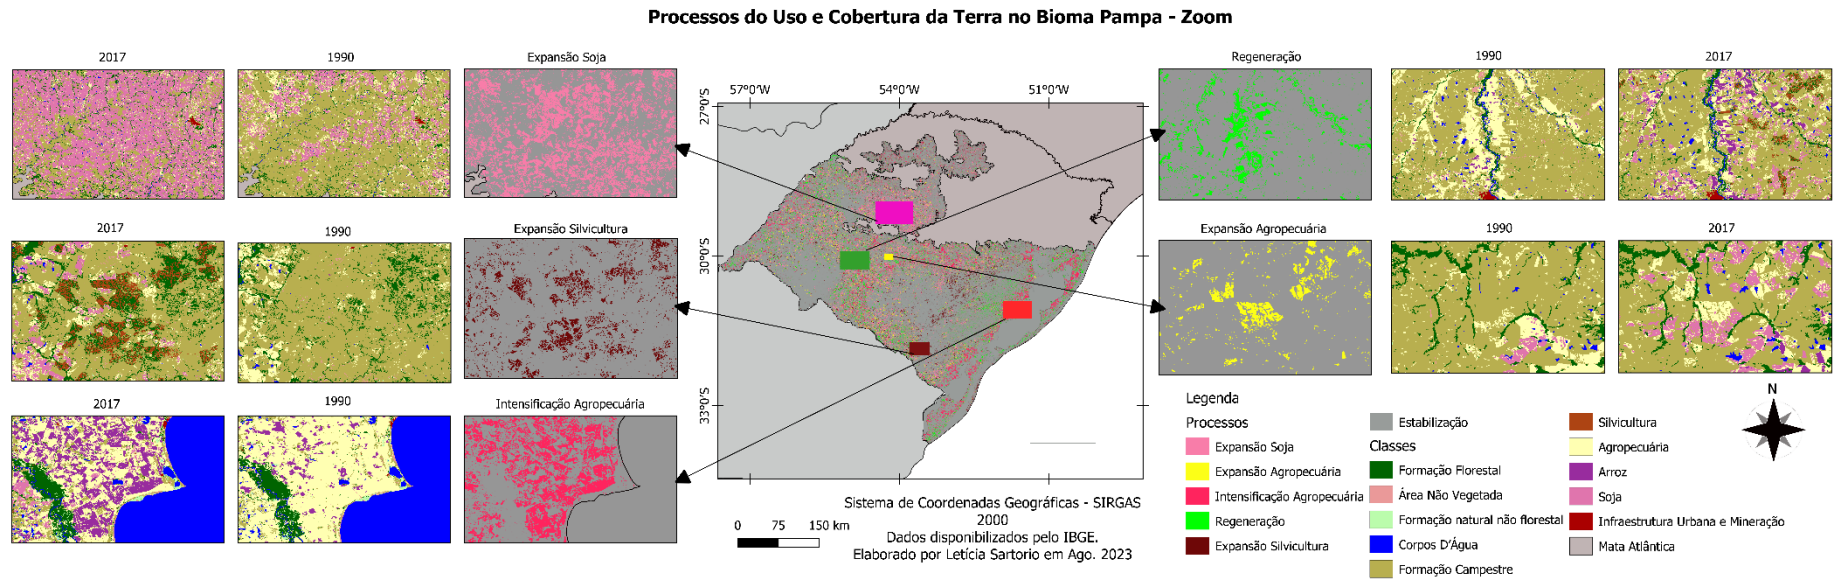 Processos do Uso e Cobertura da Terra no Bioma Pampa - Zoom
2017
1990
Expansão Soja
2017
1990
Expansão Silvicultura
2017
1990
Intensificação Agropecuária
57°0'W
54°0'W
51°0'W
27°0'S
30°0'S
33°0'S
Regeneração
1990
2017
Expansão Agropecuária
1990
2017
0 75 150 km
Sistema de Coordenadas Geográficas - SIRGAS
2000
Dados disponibilizados pelo IBGE.
Elaborado por Letícia Sartorio em Ago. 2023
Legenda
Processos
Expansão Soja
Expansão Agropecuária
Intensificação Agropecuária
Regeneração
Expansão Silvicultura
Estabilização
Classes
Formação Florestal
Área Não Vegetada
Formação natural não florestal
Corpos D'Água
Formação Campestre
Silvicultura
Agropecuária
Arroz
Soja
Infraestrutura Urbana e Mineração
Mata Atlântica
N